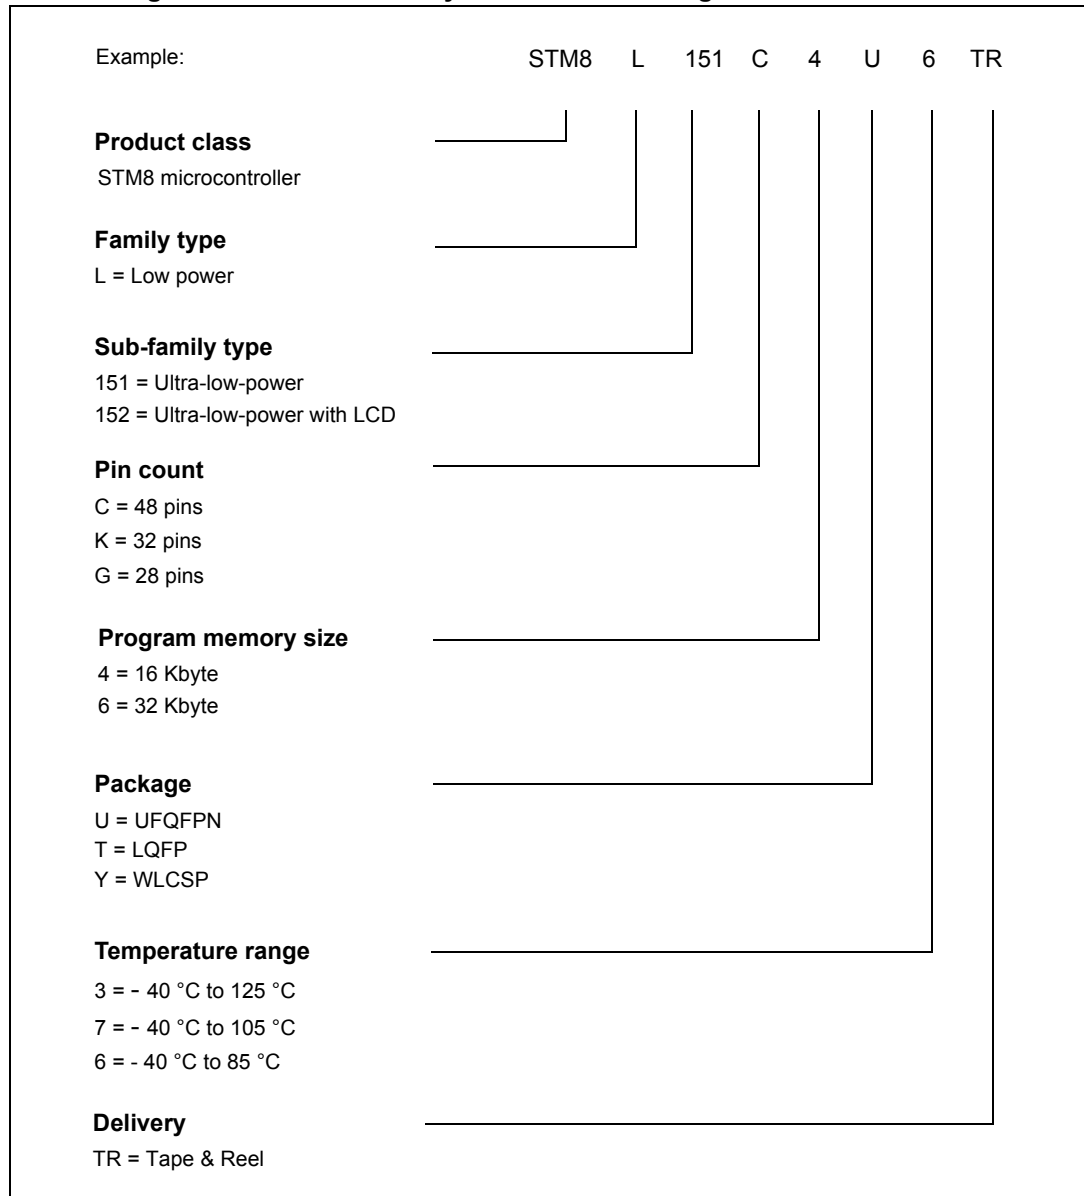 Example: STM8 L 151 C 4 U 6 TR
Product class
STM8 microcontroller
Family type
L = Low power
Sub-family type
151 = Ultra-low-power
152 = Ultra-low-power with LCD
Pin count
C = 48 pins
K = 32 pins
G = 28 pins
Program memory size
4 = 16 Kbyte
6 = 32 Kbyte
Package
U = UFQFPN
T = LQFP
Y = WLCSP
Temperature range
3 = - 40 °C to 125 °C
7 = - 40 °C to 105 °C
6 = - 40 °C to 85 °C
Delivery
TR = Tape & Reel